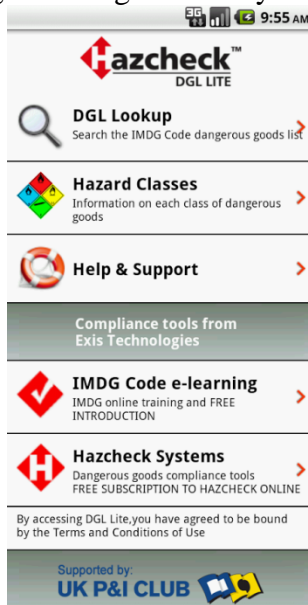 3G 9:55 AM
Hazcheck™
DGL LITE
DGL Lookup
Search the IMDG Code dangerous goods list
Hazard Classes
Information on each class of dangerous
goods
Help & Support
Compliance tools from
Exis Technologies
IMDG Code e-learning
IMDG online training and FREE
INTRODUCTION
Hazcheck Systems
Dangerous goods compliance tools
FREE SUBSCRIPTION TO HAZCHECK ONLINE
By accessing DGL Lite,you have agreed to be bound
by the Terms and Conditions of Use
Supported by:
UK P&I CLUB